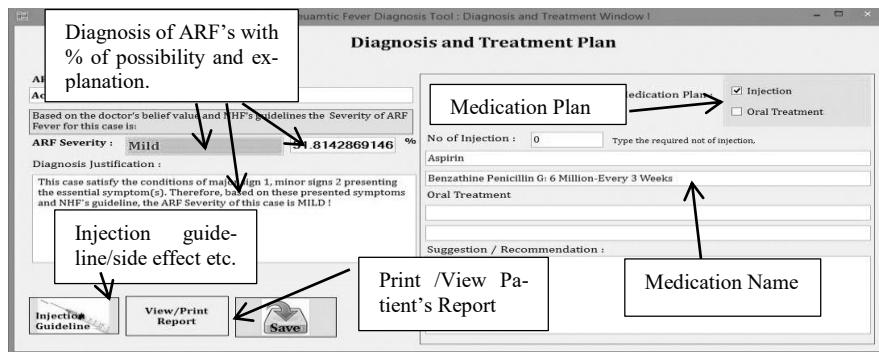 Diagnosis Tool : Diagnosis and Treatment Window !
Diagnosis and Treatment Plan
Diagnosis of ARF's with
% of possibility and ex-
planation.
Based on the doctor's belief value and NHF's guidelines the Severity of ARF
Fever for this case
is:
ARF Severity :
Mild
.8142869146 %
Diagnosis Justification :
This case satisfy the conditions of major sign 1, minor signs 2 presenting
the essential symptom(s). Therefore, based on these presented symptoms
and NHF's guideline, the ARF Severity of this case is MILD !
Injection guide-
line/side effect etc.
Injection
Guideline
View/Print
Report
Save
Print /View Pa-
tient's Report
Medication Plan :
Medication Plan
Injection
Oral Treatment
No of Injection :
0
Type the required not of injection,
Aspirin
Benzathine Penicillin G: 6 Million-Every 3 Weeks
Oral Treatment
Suggestion / Recommendation :
Medication Name